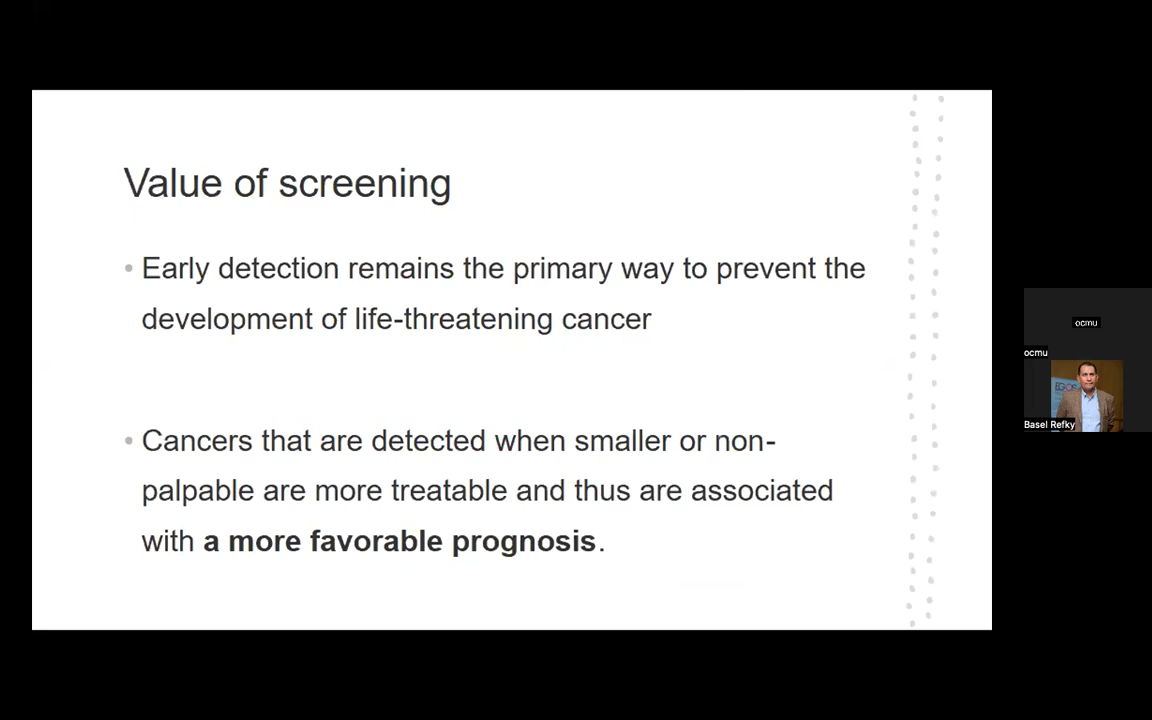 Value of screening
• Early detection remains the primary way to prevent the
development of life-threatening cancer
• Cancers that are detected when smaller or non-
palpable are more treatable and thus are associated
with a more favorable prognosis.
ocmu
ocmu
EGOS
Basel Refky